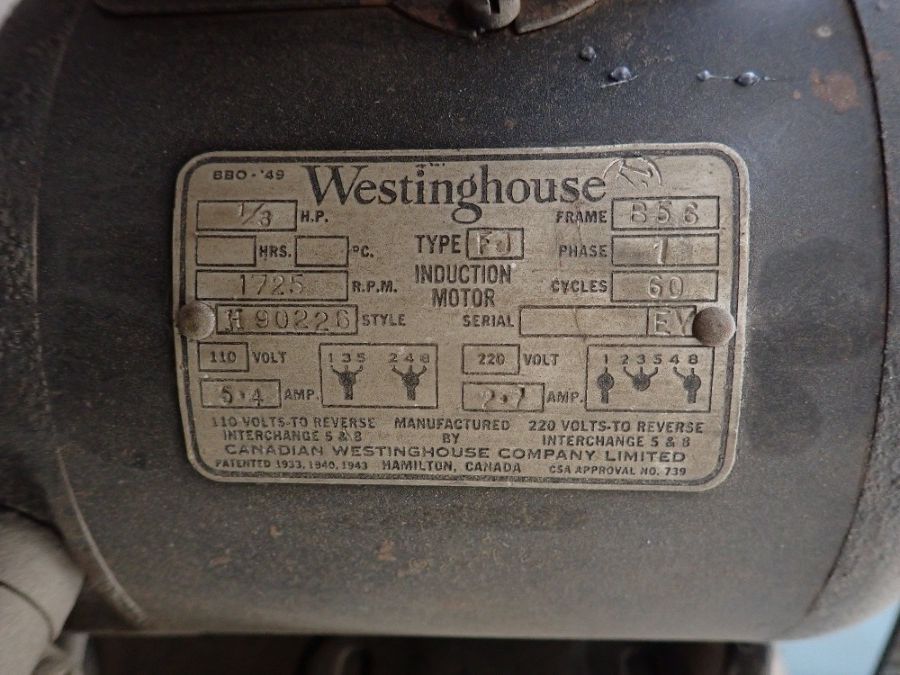 BBO-'49 Westinghouse
1/3 H.P. FRAME B56
HRS. °C. TYPE FJ PHASE 1
1725 R.P.M. INDUCTION MOTOR CYCLES 60
H 90226 STYLE SERIAL EY
110 VOLT 1 3 5 2 4 8 220 VOLT 1 2 3 5 4 8
5.4 AMP. 2.7 AMP.
110 VOLTS-TO REVERSE MANUFACTURED 220 VOLTS-TO REVERSE
INTERCHANGE 5 & 8 BY INTERCHANGE 5 & 8
CANADIAN WESTINGHOUSE COMPANY LIMITED
PATENTED 1933, 1940, 1943 HAMILTON, CANADA CSA APPROVAL NO. 739